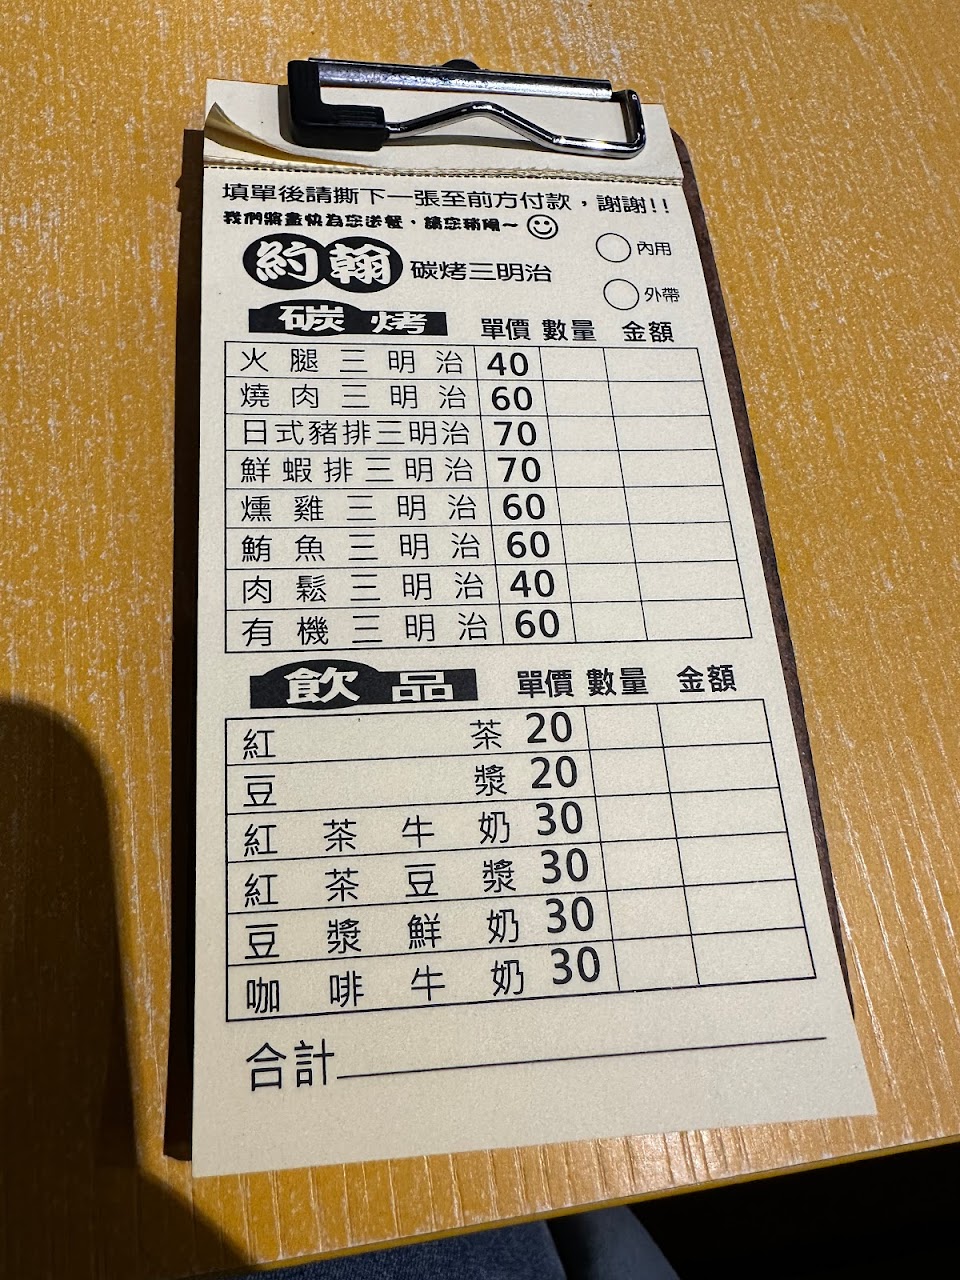 填單後請撕下一張至前方付款，謝謝!!
我們將盡快為您送餐，請您稍候～
內用
約翰 碳烤三明治
外帶
碳烤 單價 數量 金額
火腿三明治 40
燒肉三明治 60
日式豬排三明治 70
鮮蝦排三明治 70
燻雞三明治 60
鮪魚三明治 60
肉鬆三明治 40
有機三明治 60
飲品 單價 數量 金額
紅茶 20
豆漿 20
紅茶牛奶 30
紅茶豆漿 30
豆漿鮮奶 30
咖啡牛奶 30
合計